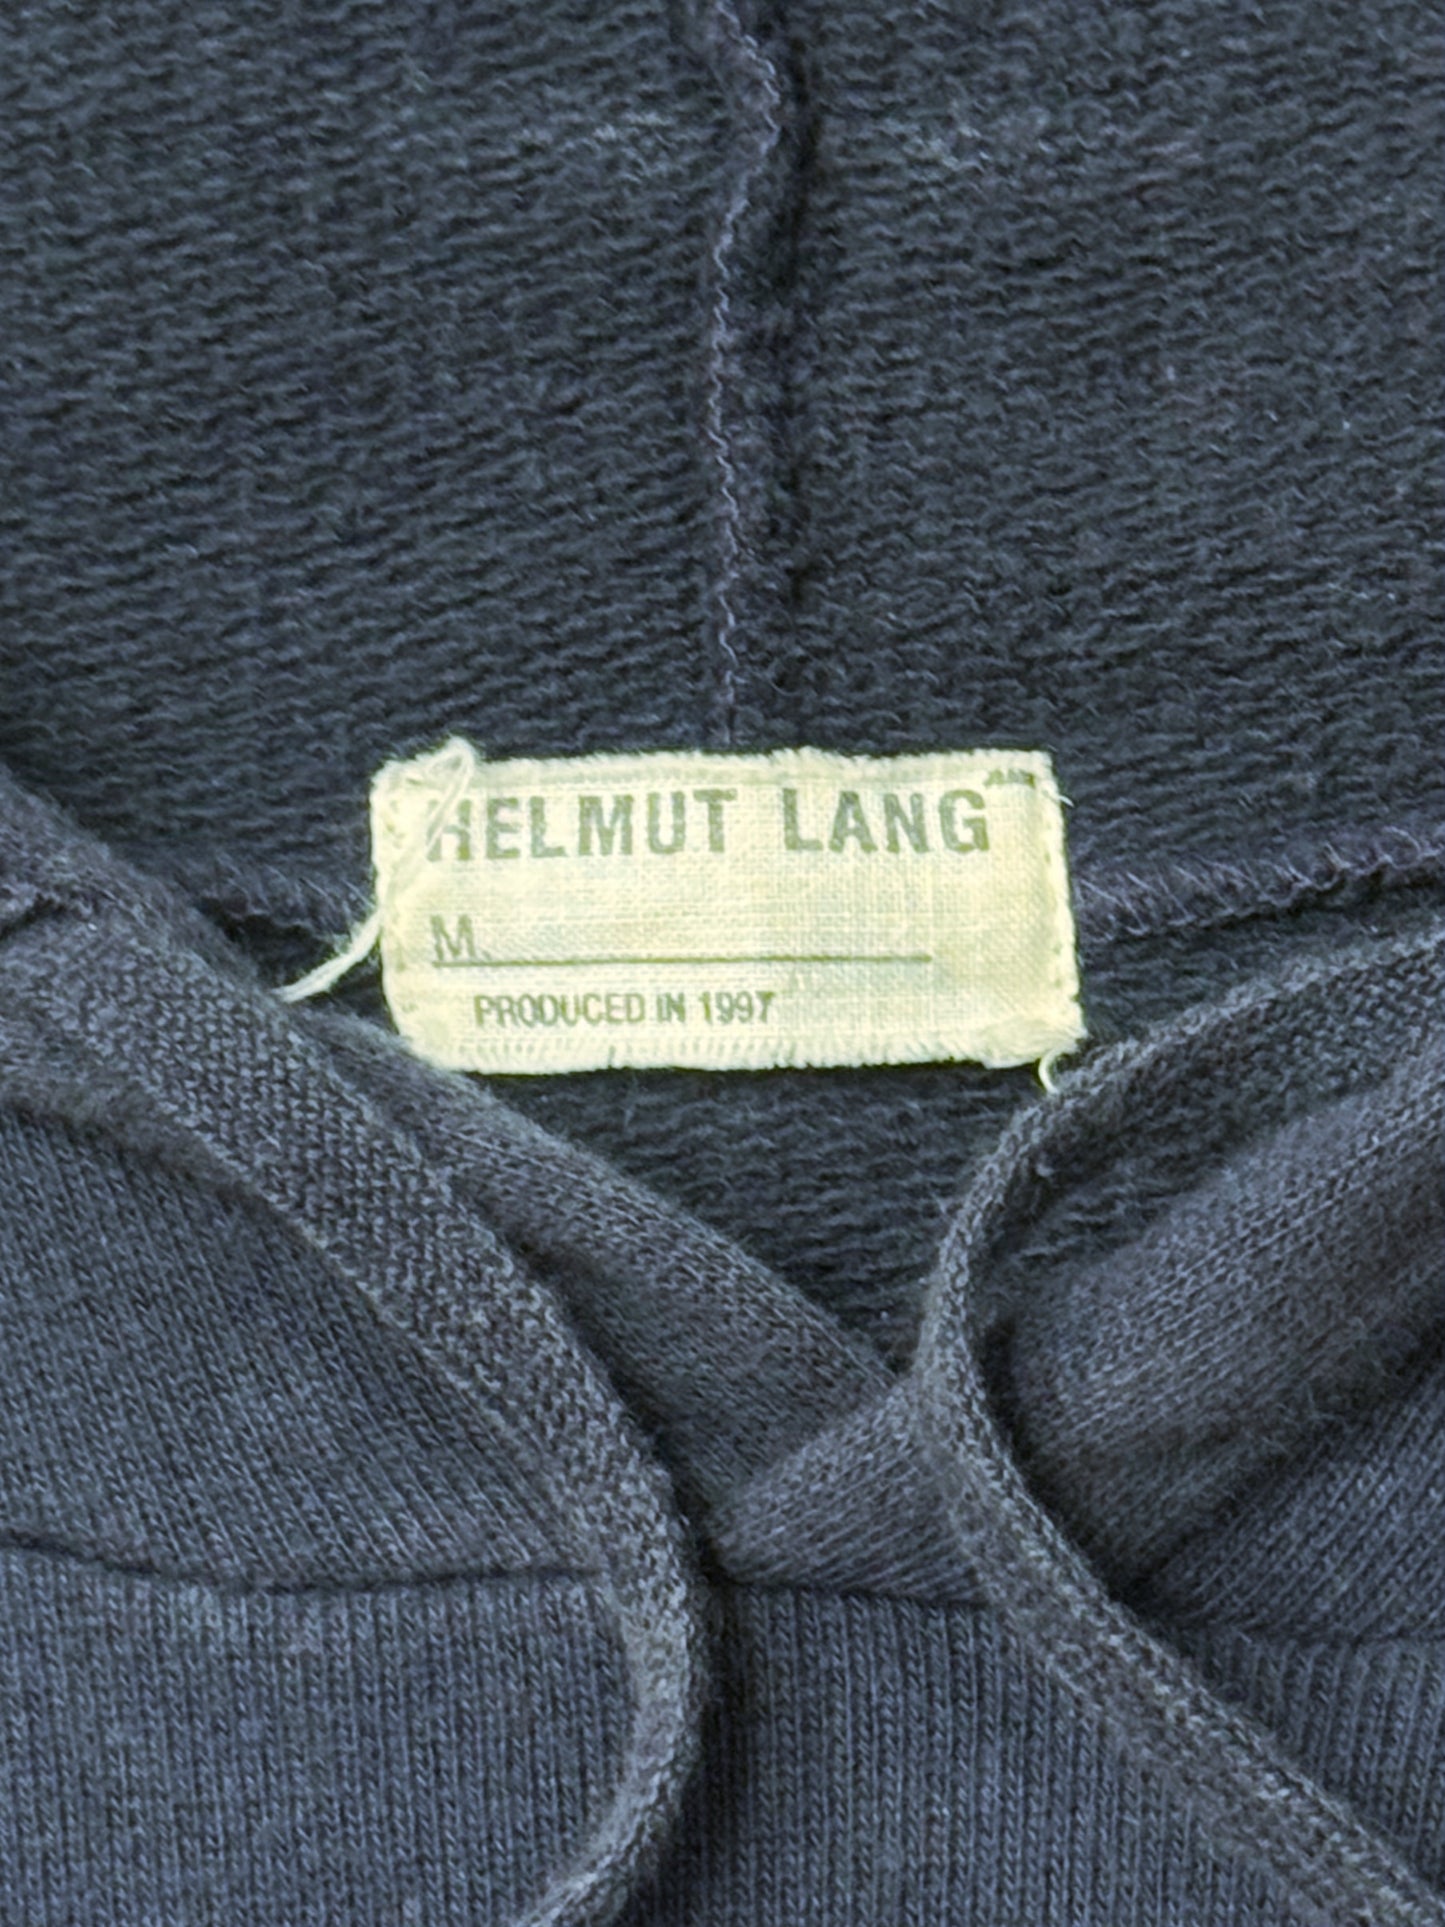 HELMUT LANG
M.
PRODUCED IN 1997